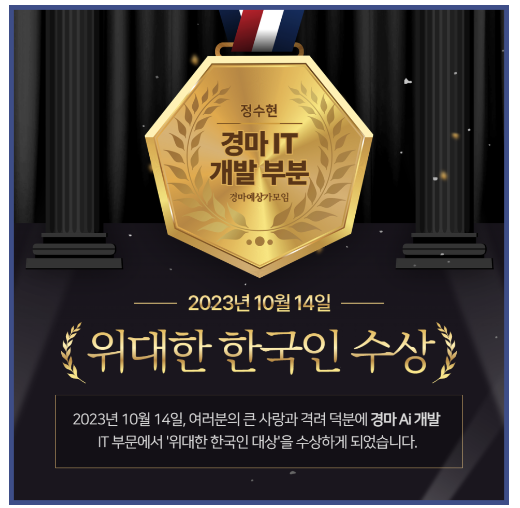 정수현
경마 IT
개발 부분
경마예상가모임
2023년 10월 14일
위대한 한국인 수상
2023년 10월 14일, 여러분의 큰 사랑과 격려 덕분에 경마 Ai 개발
IT 부문에서 '위대한 한국인 대상'을 수상하게 되었습니다.